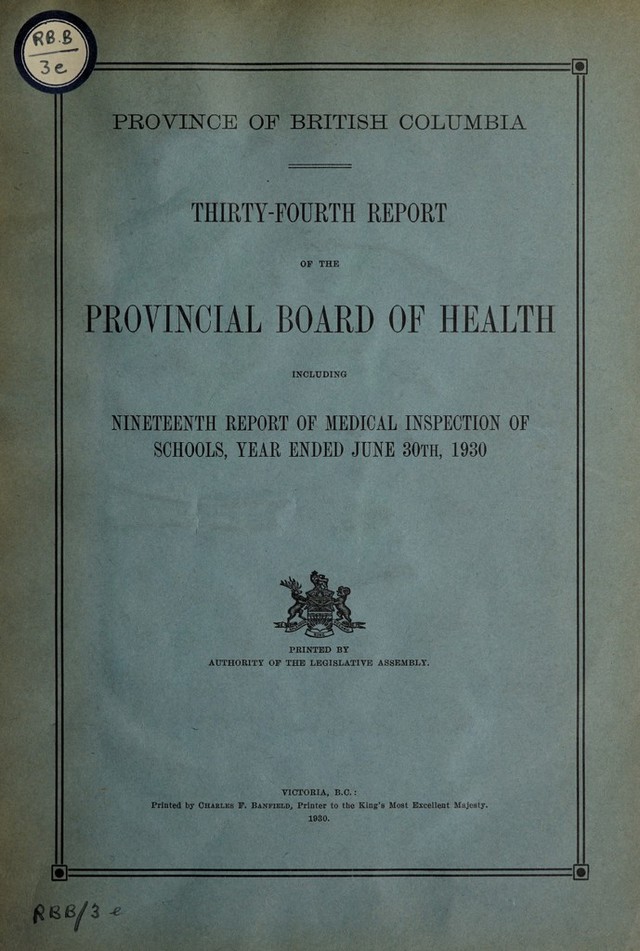 RB.B
3e
PROVINCE OF BRITISH COLUMBIA
THIRTY-FOURTH REPORT
OF THE
PROVINCIAL BOARD OF HEALTH
INCLUDING
NINETEENTH REPORT OF MEDICAL INSPECTION OF
SCHOOLS, YEAR ENDED JUNE 30TH, 1930
PRINTED BY
AUTHORITY OF THE LEGISLATIVE ASSEMBLY.
VICTORIA, B.C.:
Printed by CHARLES F. BANFIELD, Printer to the King's Most Excellent Majesty.
1930.
RBB/3 e